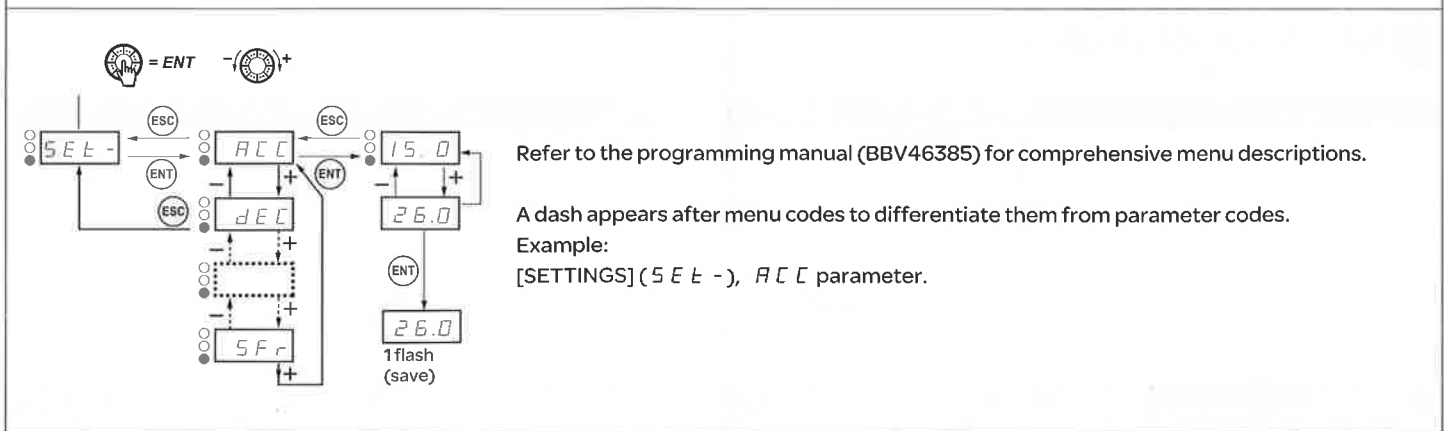 = ENT - +
ESC ESC
SEt - ACC 15.0
ENT ENT
- + - +
ESC dEC 26.0
- +
ENT
- +
SFr 26.0
+ 1 flash
(save)
Refer to the programming manual (BBV46385) for comprehensive menu descriptions.
A dash appears after menu codes to differentiate them from parameter codes.
Example:
[SETTINGS] (SEt -), ACC parameter.